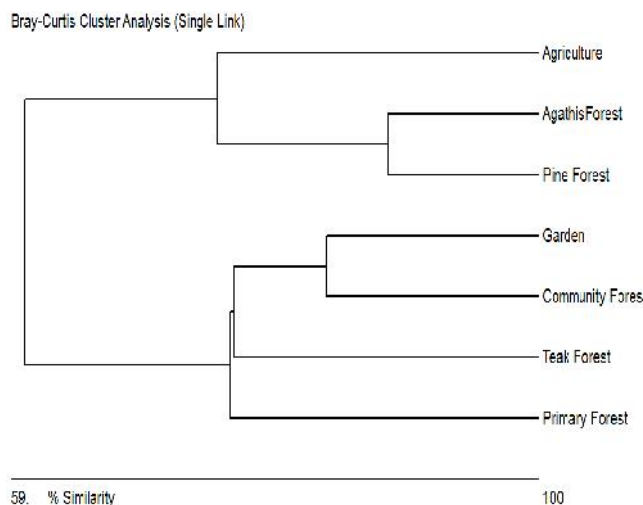 Bray-Curtis Cluster Analysis (Single Link)
Agriculture
AgathisForest
Pine Forest
Garden
Community Fores
Teak Forest
Primary Forest
59. % Similarity 100